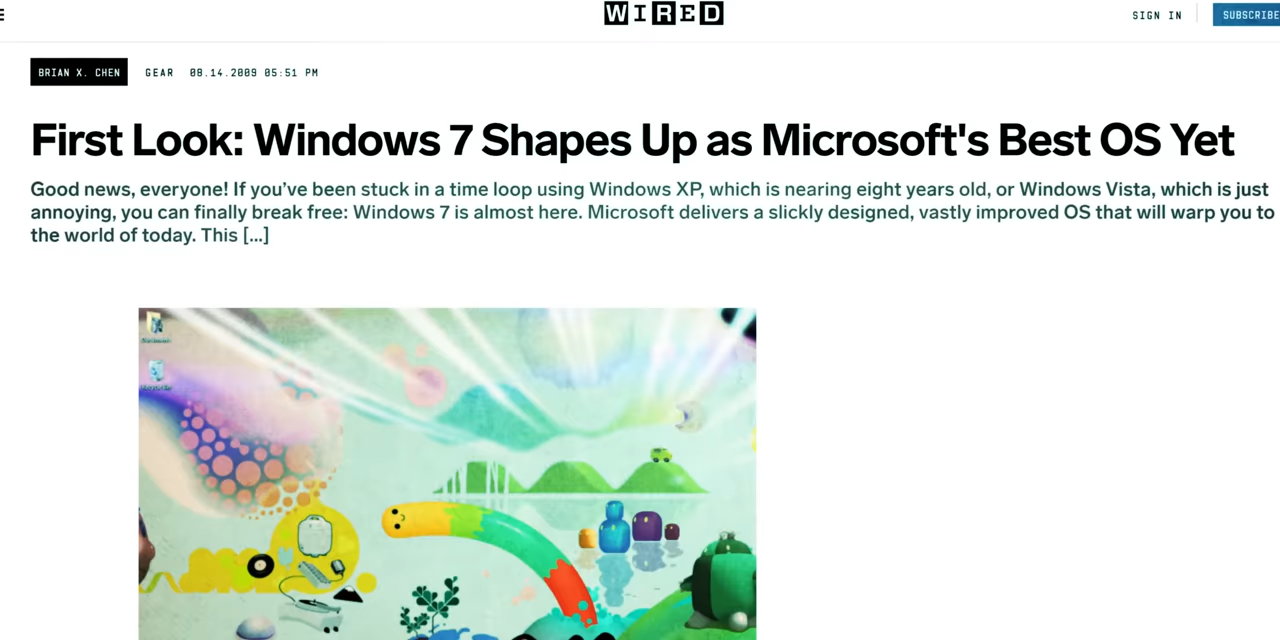 WIRED
SIGN IN
SUBSCRIBE
BRIAN X. CHEN GEAR 08.14.2009 05:51 PM
First Look: Windows 7 Shapes Up as Microsoft's Best OS Yet
Good news, everyone! If you've been stuck in a time loop using Windows XP, which is nearing eight years old, or Windows Vista, which is just
annoying, you can finally break free: Windows 7 is almost here. Microsoft delivers a slickly designed, vastly improved OS that will warp you to
the world of today. This [...]